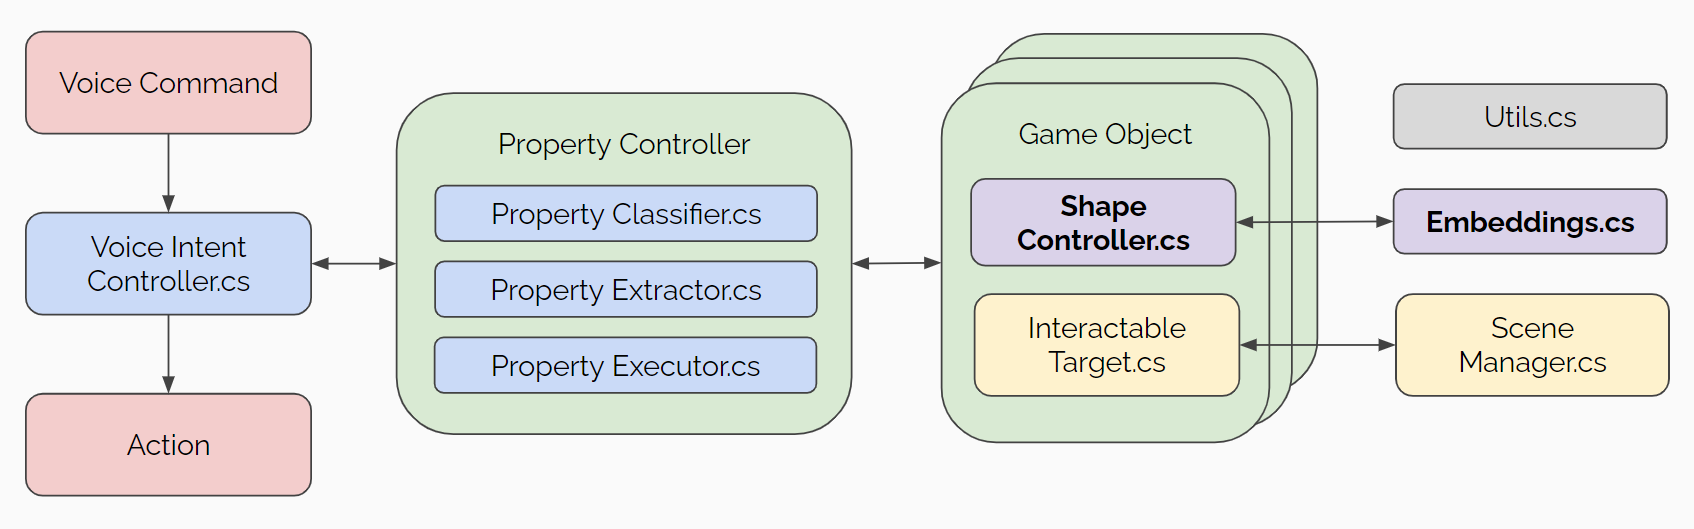 Voice Command
Voice Intent
Controller.cs
Action
Property Controller
Property Classifier.cs
Property Extractor.cs
Property Executor.cs
Game Object
Shape
Controller.cs
Interactable
Target.cs
Utils.cs
Embeddings.cs
Scene
Manager.cs